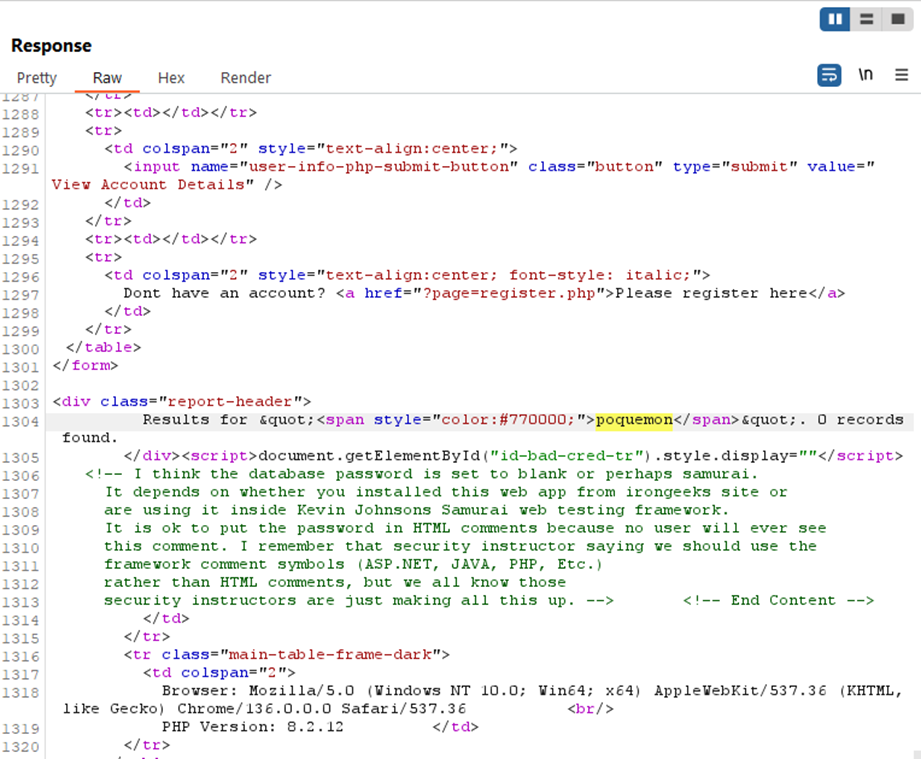 Response
Pretty Raw Hex Render \n
1287 </tr>
1288 <tr><td></td></tr>
1289 <tr>
1290 <td colspan="2" style="text-align:center;">
1291 <input name="user-info-php-submit-button" class="button" type="submit" value="
View Account Details" />
1292 </td>
1293 </tr>
1294 <tr><td></td></tr>
1295 <tr>
1296 <td colspan="2" style="text-align:center; font-style: italic;">
1297 Dont have an account? <a href="?page=register.php">Please register here</a>
1298 </td>
1299 </tr>
1300 </table>
1301 </form>
1302
1303 <div class="report-header">
1304 Results for &quot;<span style="color:#770000;">poquemon</span>&quot;. 0 records
found.
1305 </div><script>document.getElementById("id-bad-cred-tr").style.display=""</script>
1306 <!-- I think the database password is set to blank or perhaps samurai.
1307 It depends on whether you installed this web app from irongeeks site or
1308 are using it inside Kevin Johnsons Samurai web testing framework.
1309 It is ok to put the password in HTML comments because no user will ever see
1310 this comment. I remember that security instructor saying we should use the
1311 framework comment symbols (ASP.NET, JAVA, PHP, Etc.)
1312 rather than HTML comments, but we all know those
1313 security instructors are just making all this up. --> <!-- End Content -->
1314 </td>
1315 </tr>
1316 <tr class="main-table-frame-dark">
1317 <td colspan="2">
1318 Browser: Mozilla/5.0 (Windows NT 10.0; Win64; x64) AppleWebKit/537.36 (KHTML,
like Gecko) Chrome/136.0.0.0 Safari/537.36 <br/>
1319 PHP Version: 8.2.12 </td>
1320 </tr>